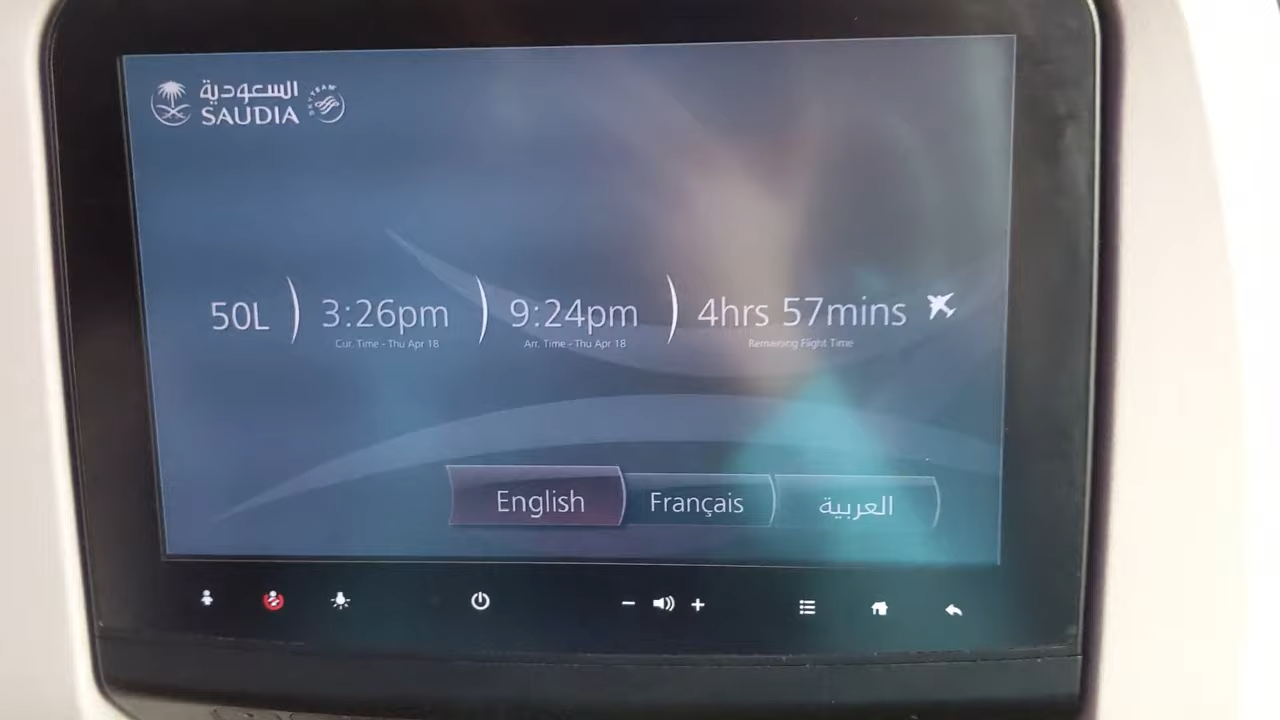 السعودية
SAUDIA
SKYTEAM
50L
3:26pm
Cur. Time - Thu Apr 18
9:24pm
Arr. Time - Thu Apr 18
4hrs 57mins
Remaining Flight Time
English
Français
العربية